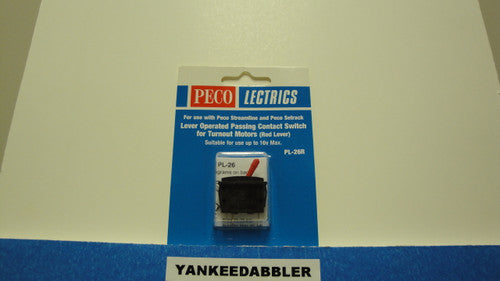 PECO LECTRICS
For use with Peco Streamline and Peco Setrack
Lever Operated Passing Contact Switch
for Turnout Motors (Red Lever)
Suitable for use up to 16v Max.
PL-26R
PL-26
YANKEEDABBLER